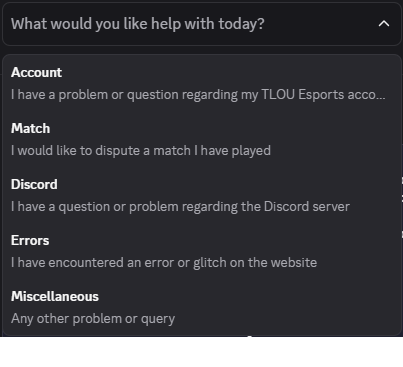 What would you like help with today?
Account
I have a problem or question regarding my TLOU Esports acco...
Match
I would like to dispute a match I have played
Discord
I have a question or problem regarding the Discord server
Errors
I have encountered an error or glitch on the website
Miscellaneous
Any other problem or query